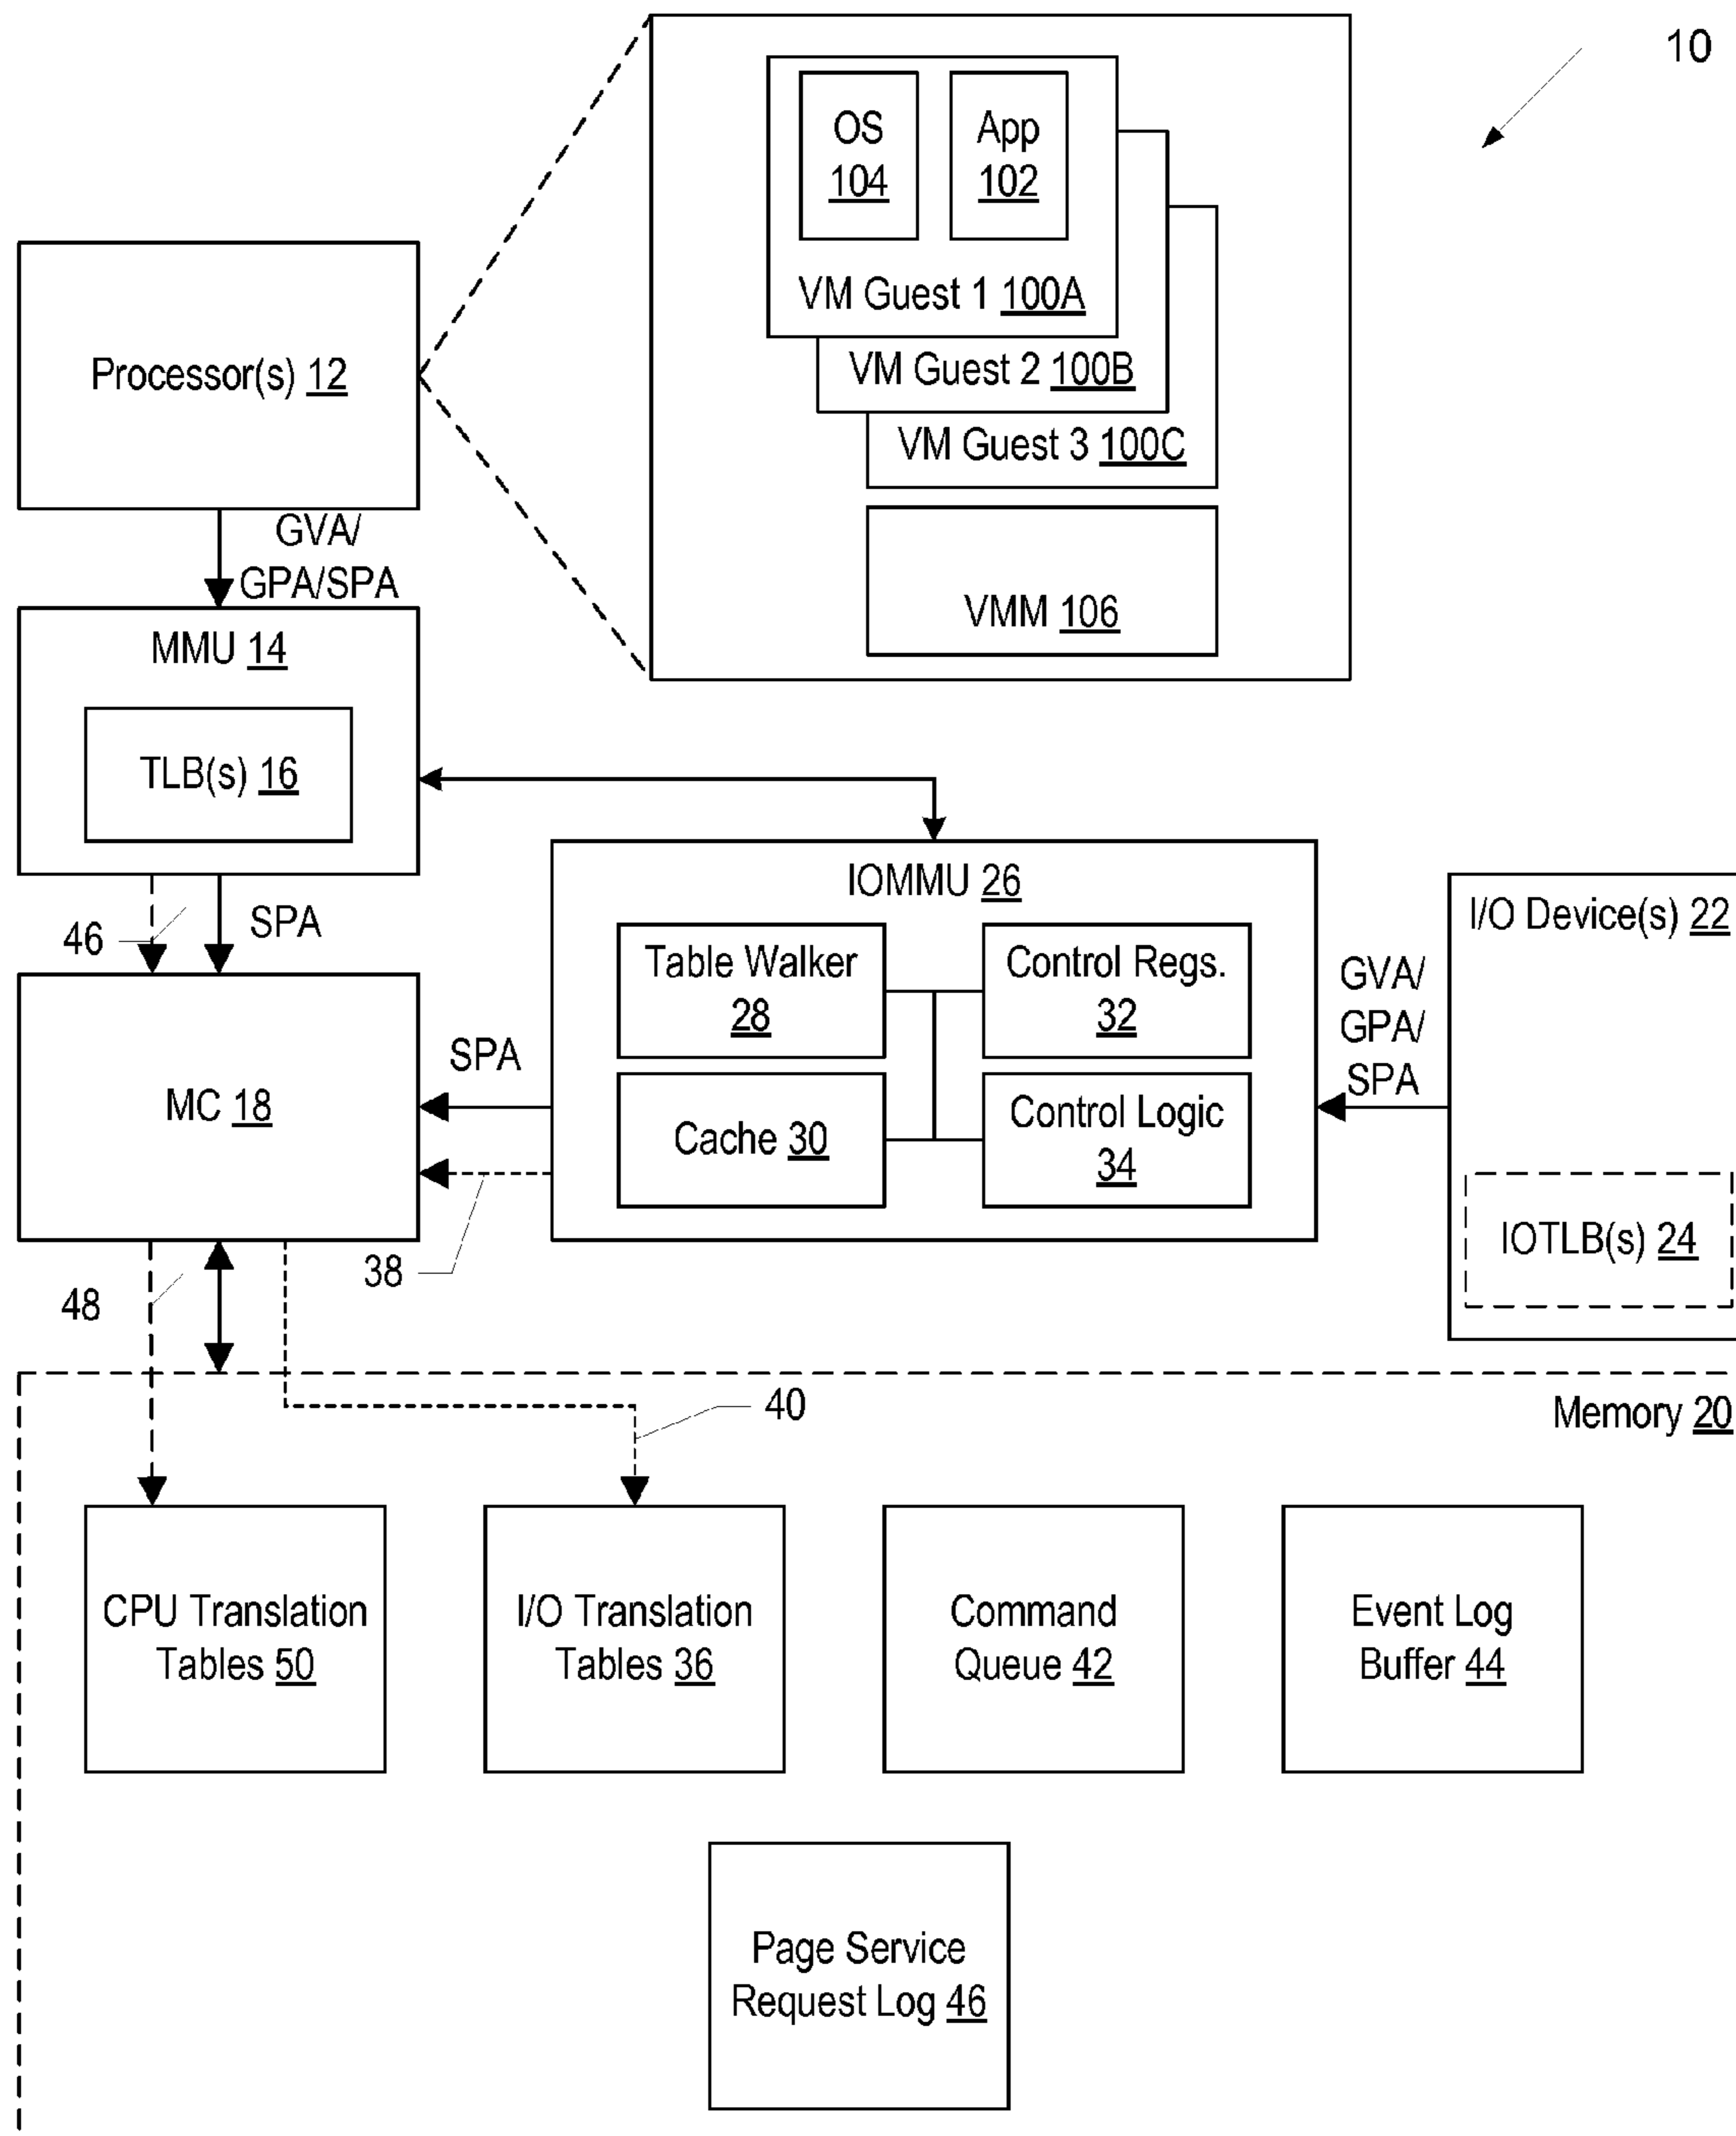 10
OS
104
App
102
VM Guest 1 100A
VM Guest 2 100B
VM Guest 3 100C
VMM 106
Processor(s) 12
GVA/
GPA/SPA
MMU 14
TLB(s) 16
46
SPA
IOMMU 26
Table Walker
28
Control Regs.
32
Cache 30
Control Logic
34
I/O Device(s) 22
GVA/
GPA/
SPA
IOTLB(s) 24
SPA
MC 18
38
48
40
Memory 20
CPU Translation
Tables 50
I/O Translation
Tables 36
Command
Queue 42
Event Log
Buffer 44
Page Service
Request Log 46